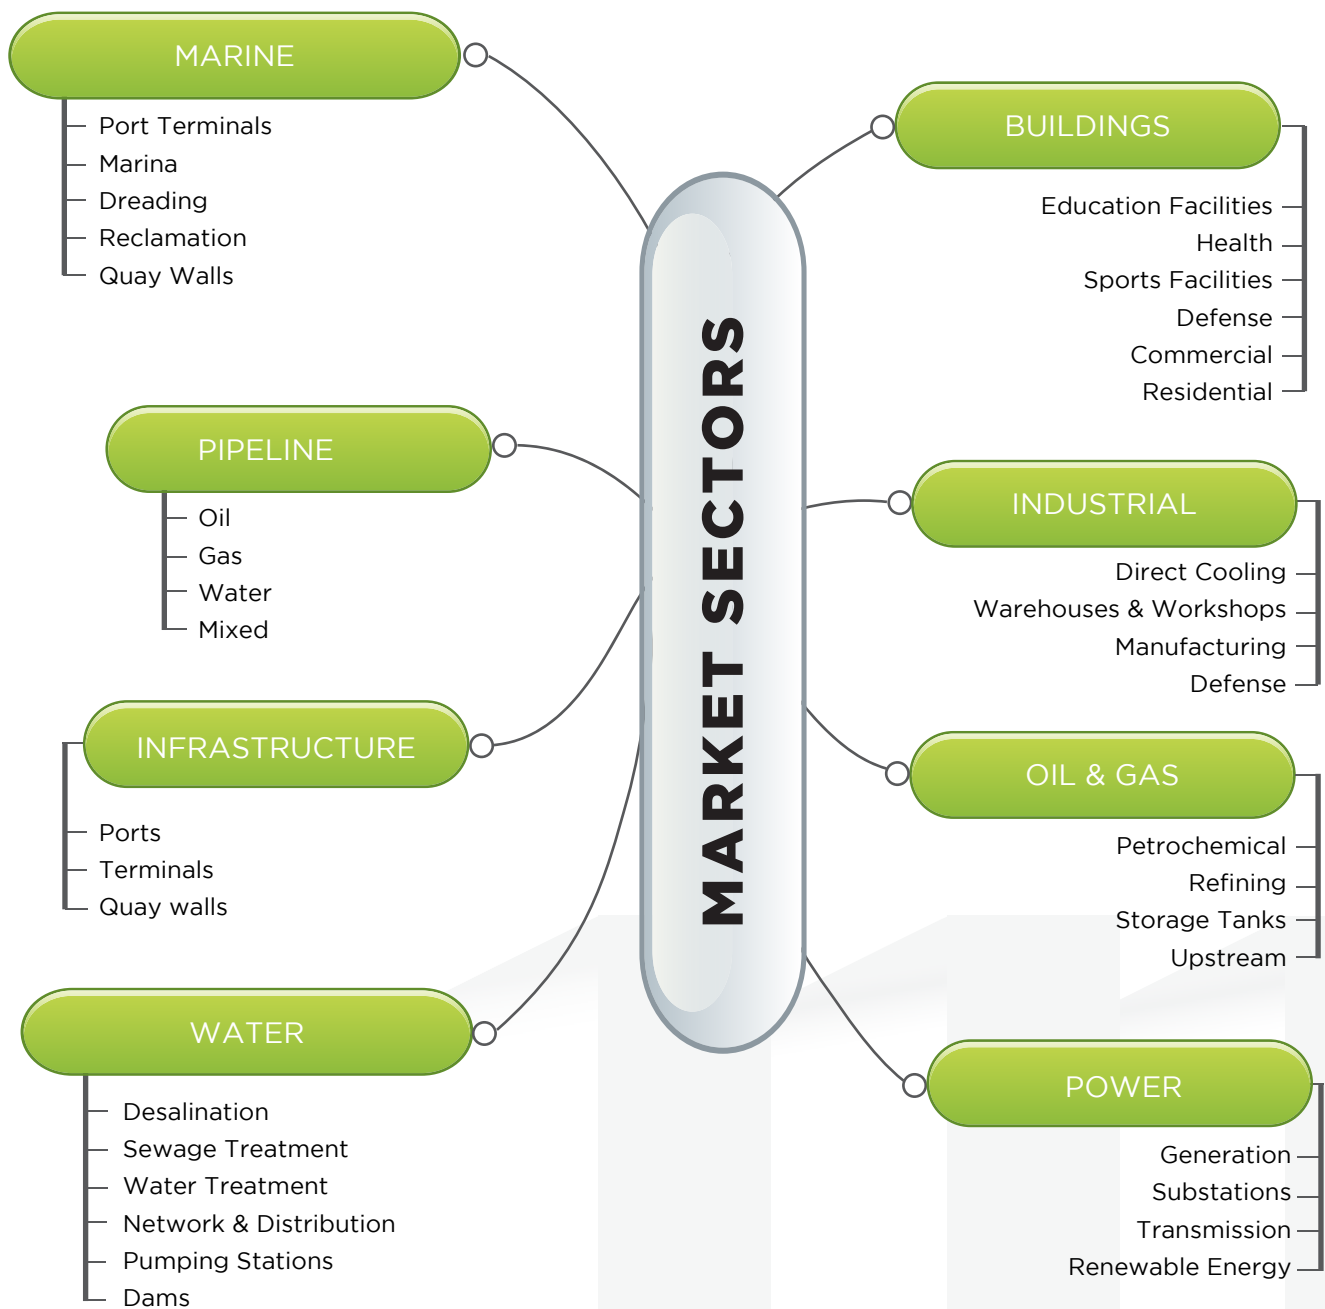 MARINE
Port Terminals
Marina
Dreading
Reclamation
Quay Walls
PIPELINE
Oil
Gas
Water
Mixed
INFRASTRUCTURE
Ports
Terminals
Quay walls
WATER
Desalination
Sewage Treatment
Water Treatment
Network & Distribution
Pumping Stations
Dams
MARKET SECTORS
BUILDINGS
Education Facilities
Health
Sports Facilities
Defense
Commercial
Residential
INDUSTRIAL
Direct Cooling
Warehouses & Workshops
Manufacturing
Defense
OIL & GAS
Petrochemical
Refining
Storage Tanks
Upstream
POWER
Generation
Substations
Transmission
Renewable Energy